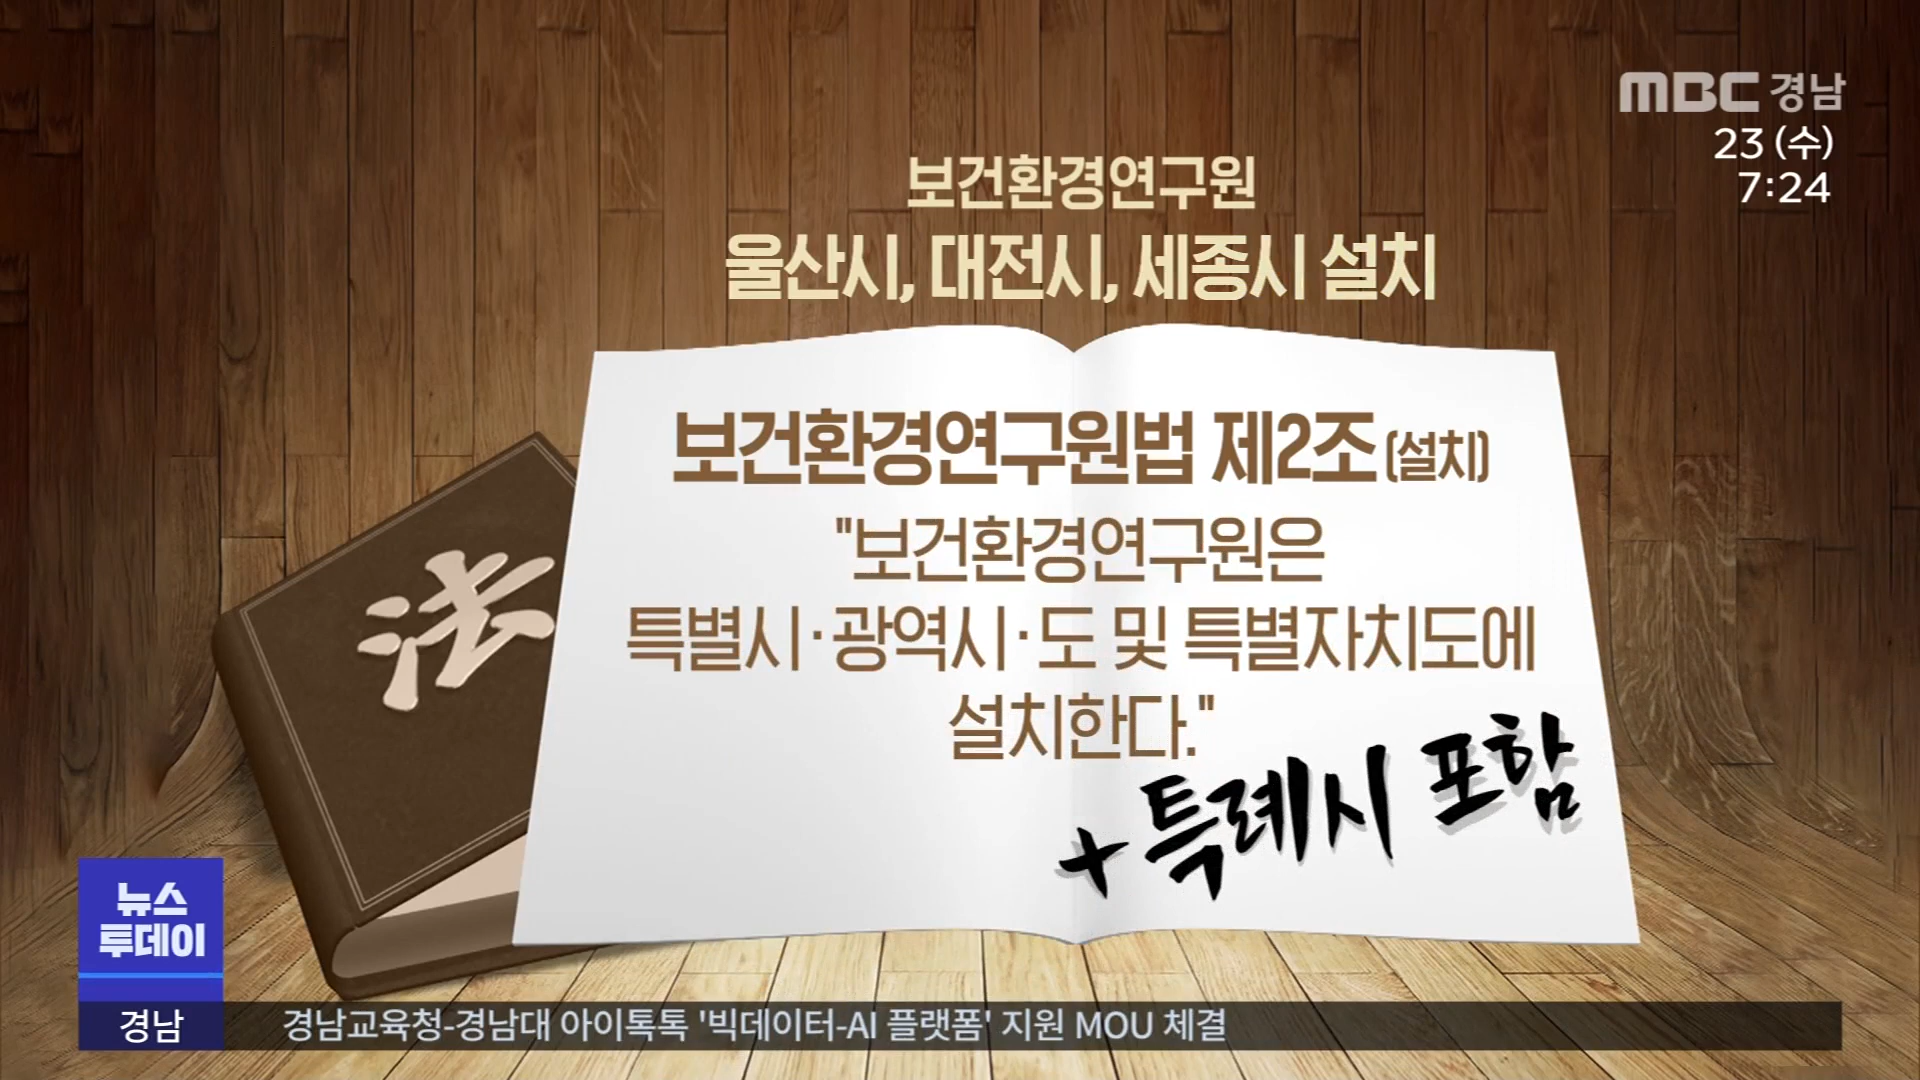 MBC 경남
23 (수)
7:24
보건환경연구원
울산시, 대전시, 세종시 설치
보건환경연구원법 제2조(설치)
"보건환경연구원은
특별시·광역시·도 및 특별자치도에
설치한다."
+ 특례시 포함
法
뉴스
투데이
경남
경남교육청-경남대 아이톡톡 '빅데이터-AI 플랫폼' 지원 MOU 체결